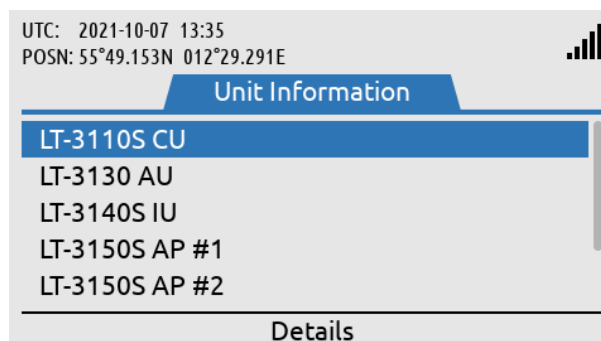 UTC: 2021-10-07 13:35
POSN: 55°49.153N 012°29.291E
Unit Information
LT-3110S CU
LT-3130 AU
LT-3140S IU
LT-3150S AP #1
LT-3150S AP #2
Details